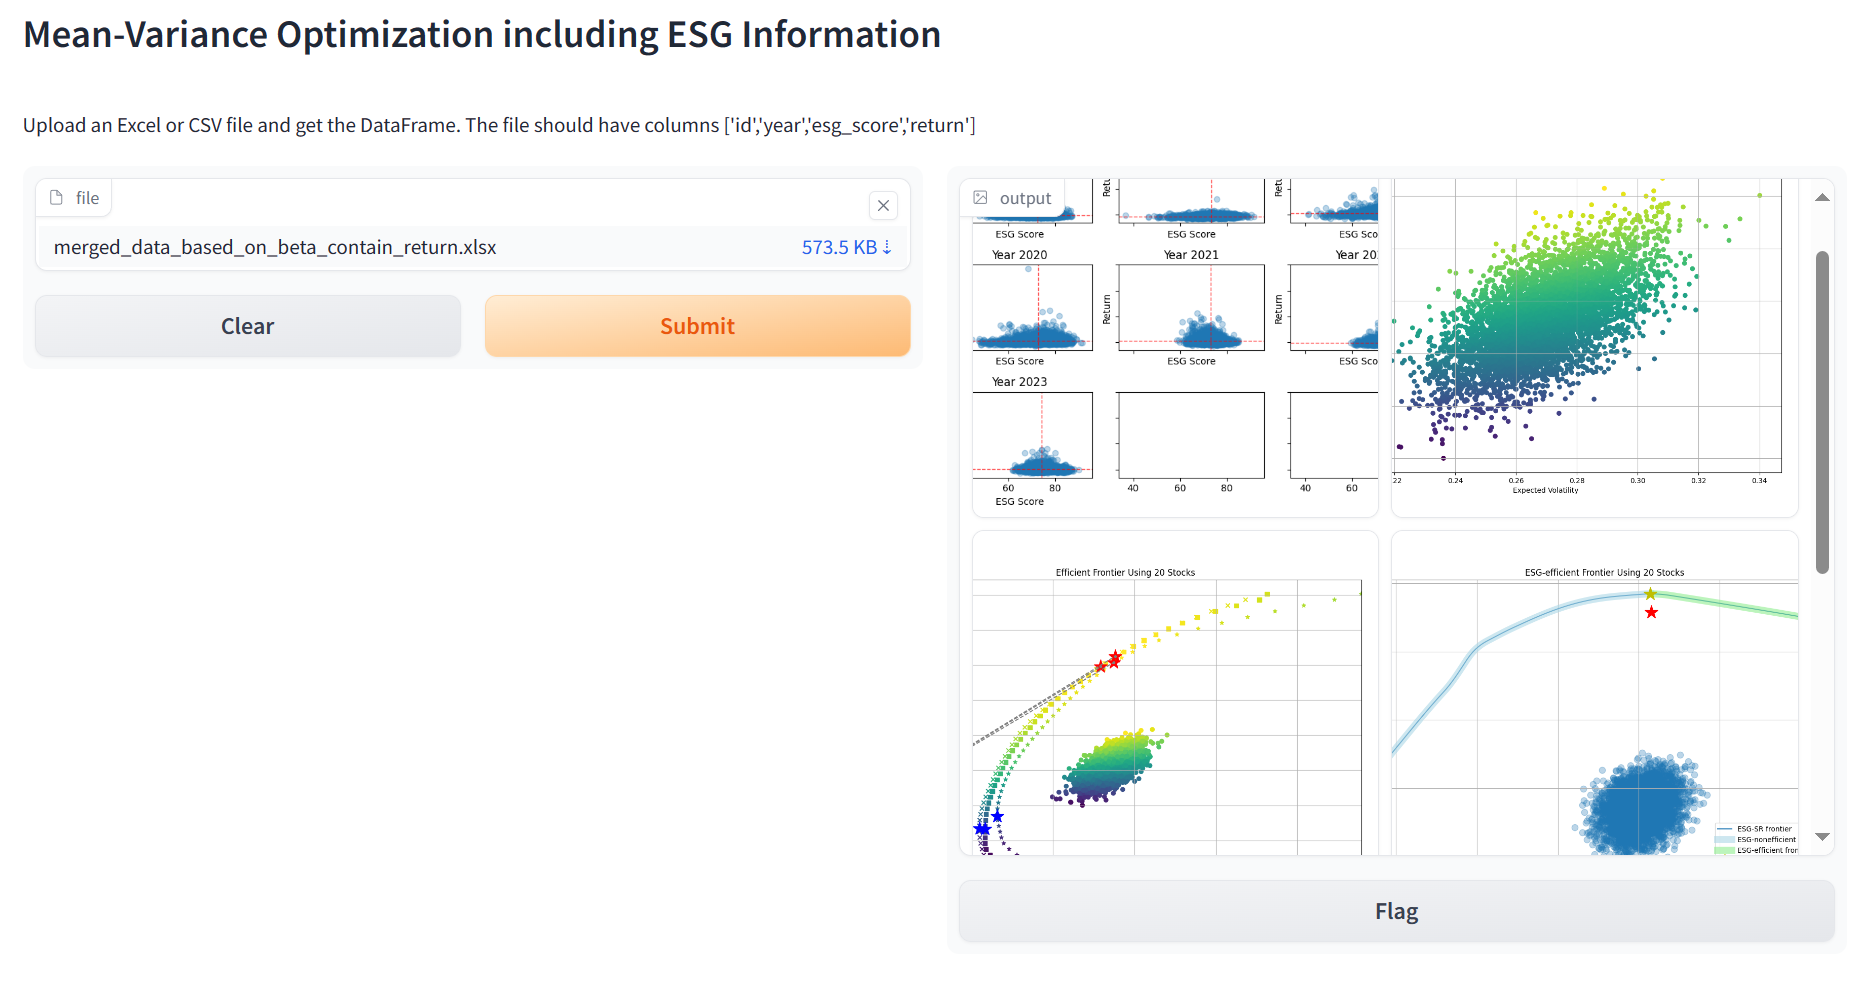 Mean-Variance Optimization including ESG Information
Upload an Excel or CSV file and get the DataFrame. The file should have columns ['id','year','esg_score','return']
file
merged_data_based_on_beta_contain_return.xlsx
573.5 KB ⇣
Clear
Submit
output
ESG Score
ESG Score
ESG Sco
Year 2020
Year 2021
Year 20
Return
Return
ESG Score
ESG Score
ESG Sco
Year 2023
60 80
40 60 80
40 60
ESG Score
22 0.24 0.26 0.28 0.30 0.32 0.34
Expected Volatility
Efficient Frontier Using 20 Stocks
ESG-efficient Frontier Using 20 Stocks
ESG-SR frontier
ESG-nonefficient
ESG-efficient fron
Flag